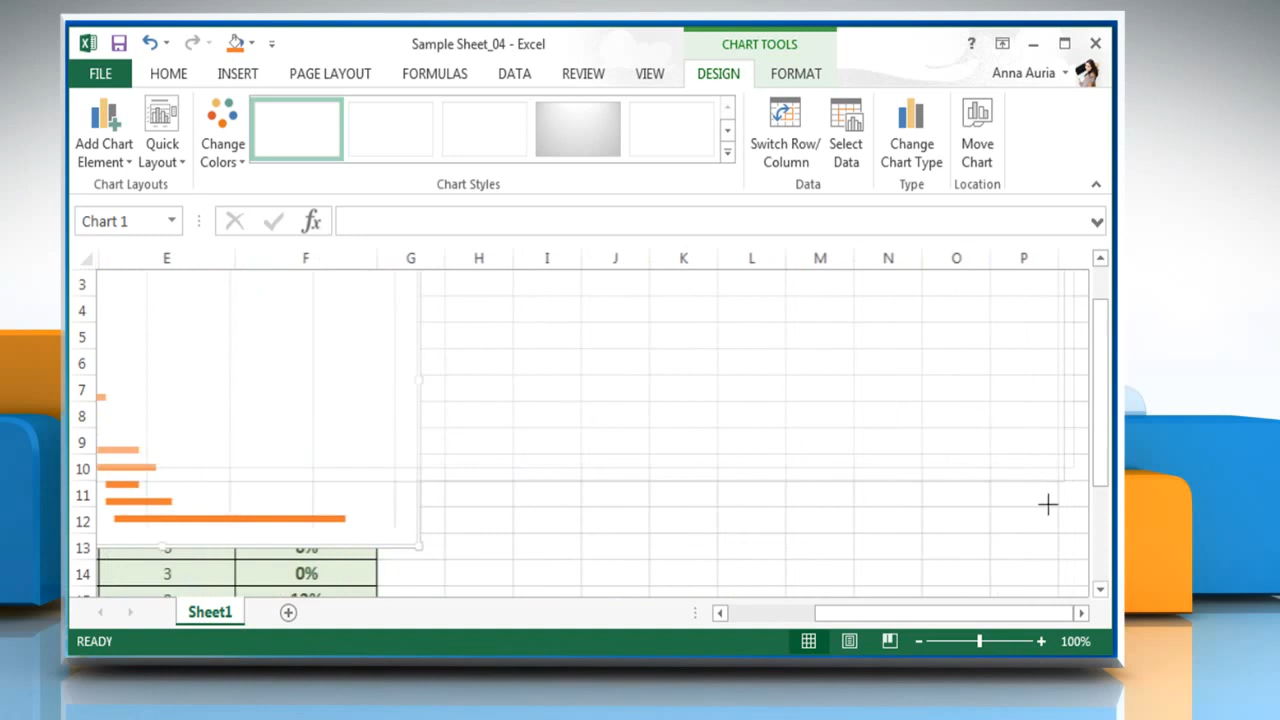 Sample Sheet_04 - Excel
CHART TOOLS
?
FILE HOME INSERT PAGE LAYOUT FORMULAS DATA REVIEW VIEW DESIGN FORMAT Anna Auria
Add Chart Element
Quick Layout
Change Colors
Switch Row/ Column
Select Data
Change Chart Type
Move Chart
Chart Layouts Chart Styles Data Type Location
Chart 1 fx
E F G H I J K L M N O P
3
4
5
6
7
8
9
10
11
12
13
14 3 0%
Sheet1
READY 100%